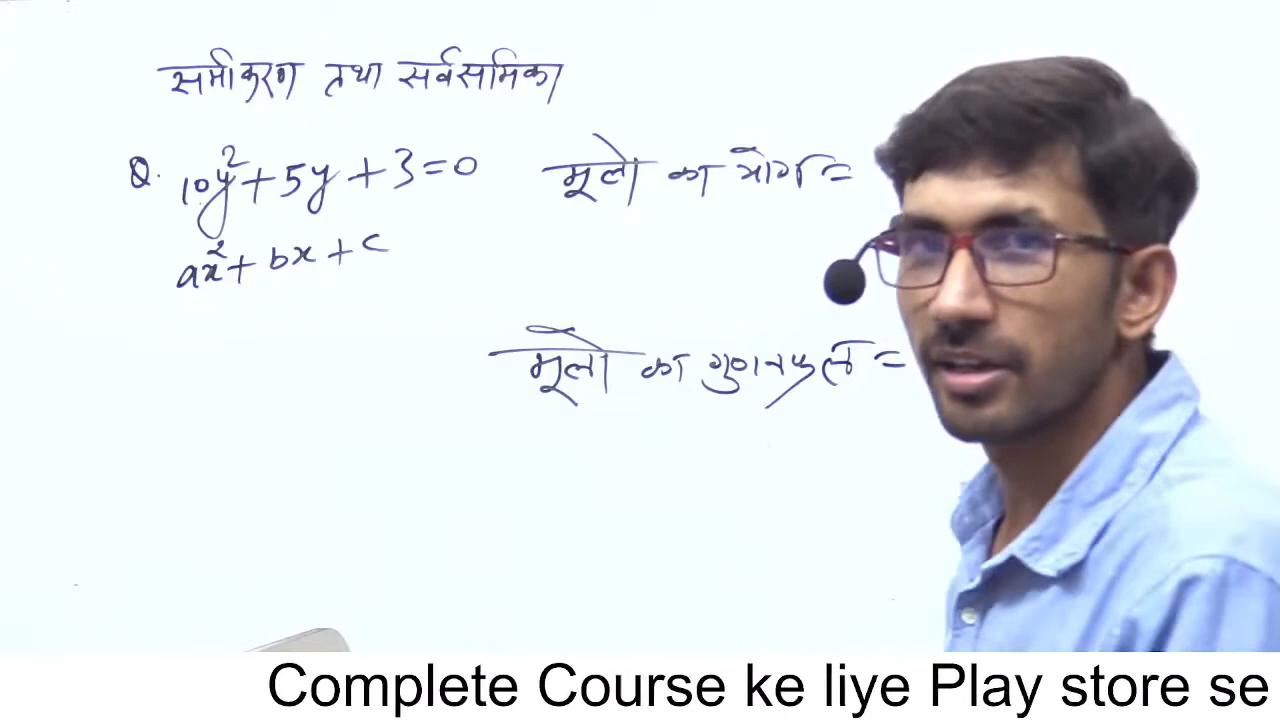 समीकरण तथा सर्वसमिका
Q. 10y²+5y+3=0 मूलो का योग =
ax²+bx+c
मूलो का गुणनफल =
Complete Course ke liye Play store se